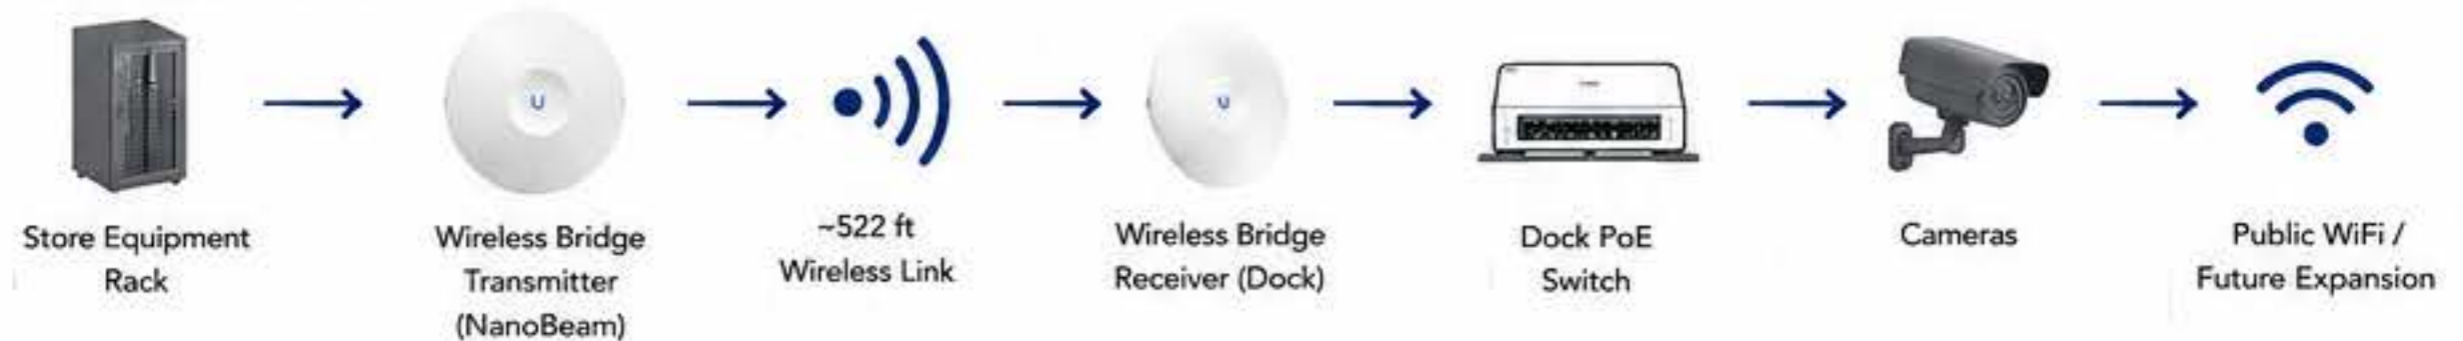 U
U
Store Equipment
Rack
Wireless Bridge
Transmitter
(NanoBeam)
~522 ft
Wireless Link
Wireless Bridge
Receiver (Dock)
Dock PoE
Switch
Cameras
Public WiFi /
Future Expansion